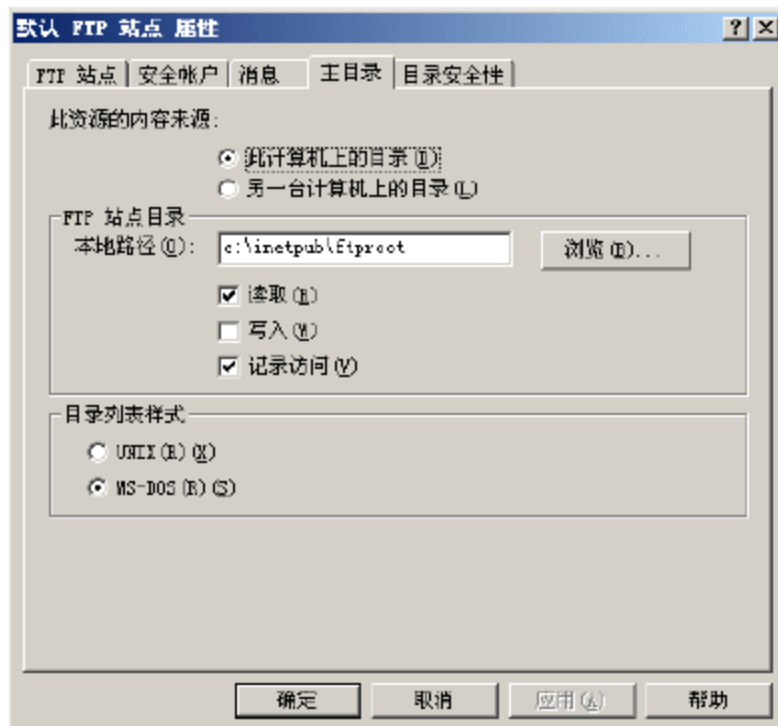 默认 FTP 站点 属性
FTP 站点 安全帐户 消息 主目录 目录安全性
此资源的内容来源:
此计算机上的目录(D)
另一台计算机上的目录(L)
FTP 站点目录
本地路径(O): c:\inetpub\ftproot 浏览(B)...
读取(R)
写入(W)
记录访问(V)
目录列表样式
UNIX(R)(X)
MS-DOS(R)(S)
确定 取消 应用(A) 帮助